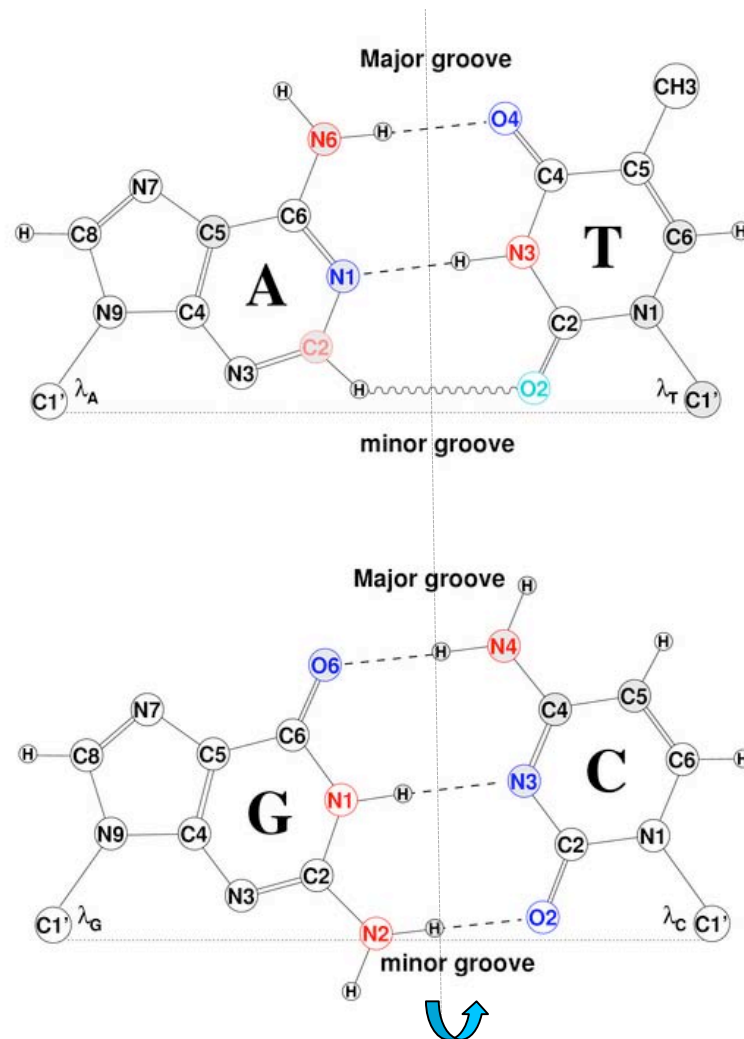 Major groove
CH3
H
N6
H
O4
N7
C4
C5
C6
H
C8
C5
N1
H
N3
T
C6
H
A
N9
C4
C2
N1
N3
C2
H
O2
C1'
λA
λT
C1'
minor groove
Major groove
H
H
N4
H
O6
N7
C4
C5
C6
H
C8
C5
C6
H
G
N1
H
N3
C
N9
C4
C2
N1
N3
C2
O2
C1'
λG
N2
H
λC
C1'
minor groove
H